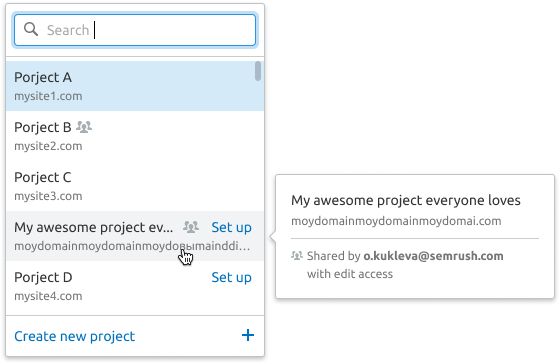 Search
Porject A
mysite1.com
Porject B
mysite2.com
Porject C
mysite3.com
My awesome project ev... Set up
moydomainmoydomainmoydовымainddi...
Porject D Set up
mysite4.com
Create new project +
My awesome project everyone loves
moydomainmoydomainmoydomai.com
Shared by o.kukleva@semrush.com
with edit access